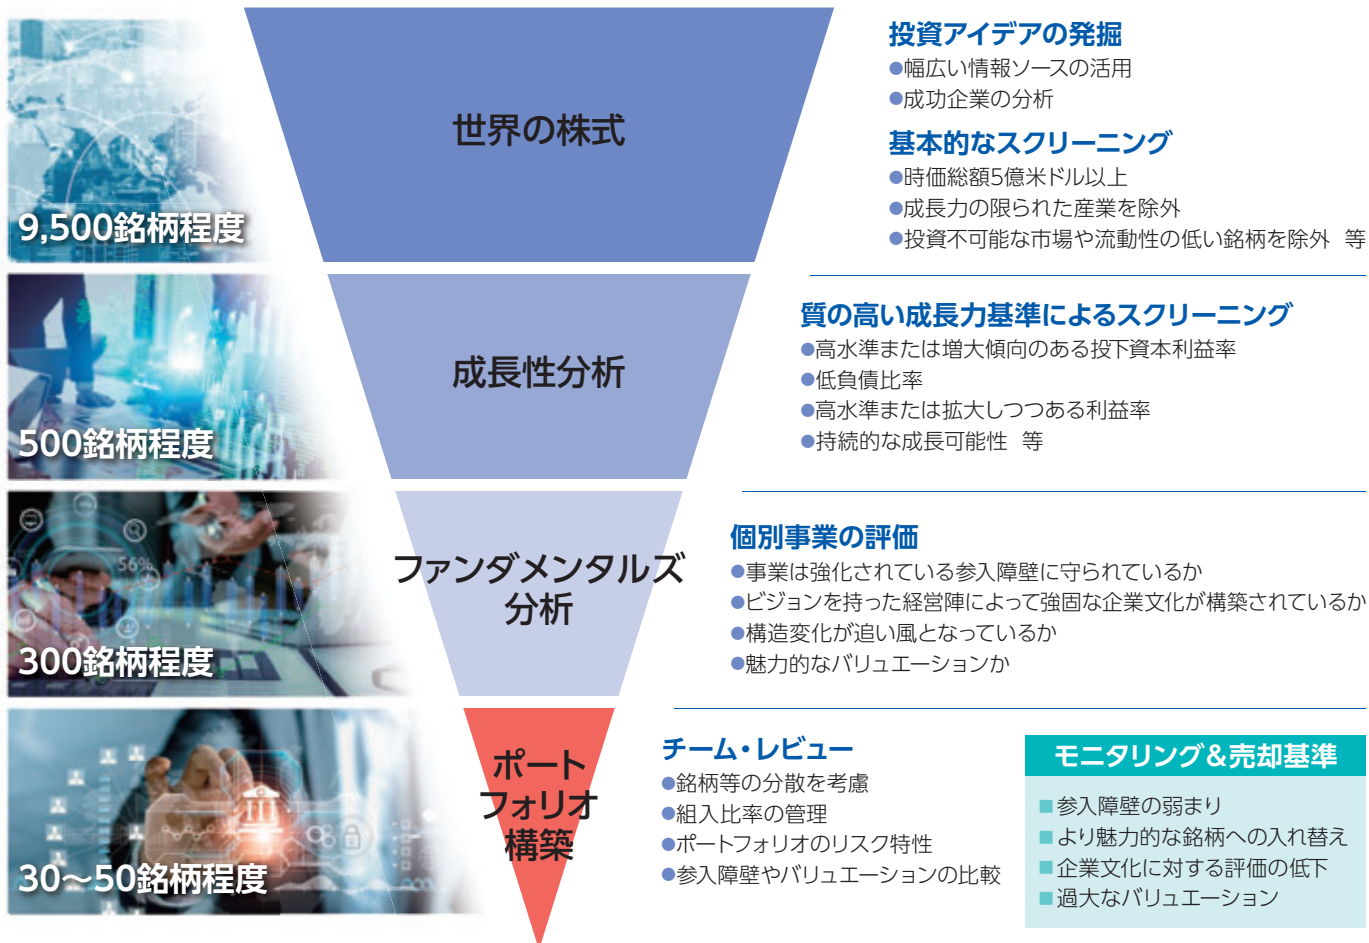 世界の株式
9,500銘柄程度
投資アイデアの発掘
●幅広い情報ソースの活用
●成功企業の分析
基本的なスクリーニング
●時価総額5億米ドル以上
●成長力の限られた産業を除外
●投資不可能な市場や流動性の低い銘柄を除外 等
成長性分析
500銘柄程度
質の高い成長力基準によるスクリーニング
●高水準または増大傾向のある投下資本利益率
●低負債比率
●高水準または拡大しつつある利益率
●持続的な成長可能性 等
ファンダメンタルズ
分析
56%
300銘柄程度
個別事業の評価
●事業は強化されている参入障壁に守られているか
●ビジョンを持った経営陣によって強固な企業文化が構築されているか
●構造変化が追い風となっているか
●魅力的なバリュエーションか
ポート
フォリオ
構築
30～50銘柄程度
チーム・レビュー
●銘柄等の分散を考慮
●組入比率の管理
●ポートフォリオのリスク特性
●参入障壁やバリュエーションの比較
モニタリング&売却基準
■参入障壁の弱まり
■より魅力的な銘柄への入れ替え
■企業文化に対する評価の低下
■過大なバリュエーション